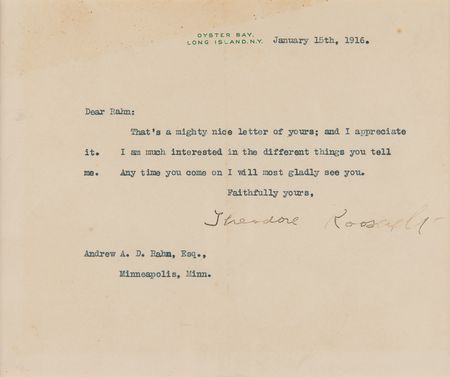 OYSTER BAY,
LONG ISLAND, N.Y.
January 15th, 1916.
Dear Rahn:
That's a mighty nice letter of yours; and I appreciate
it. I am much interested in the different things you tell
me. Any time you come on I will most gladly see you.
Faithfully yours,
Theodore Roosevelt
Andrew A. D. Rahn, Esq.,
Minneapolis, Minn.